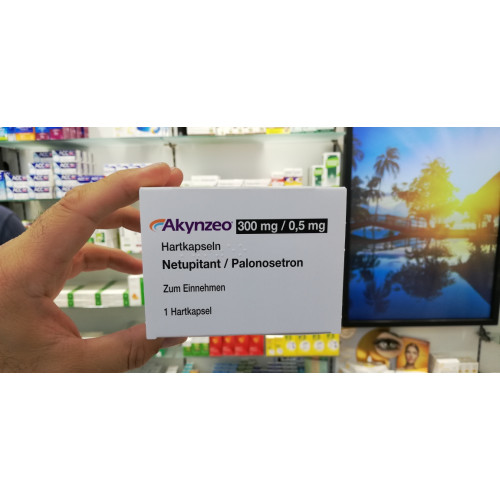 Akynzeo® 300 mg / 0,5 mg
Hartkapseln
Netupitant / Palonosetron
Zum Einnehmen
1 Hartkapsel